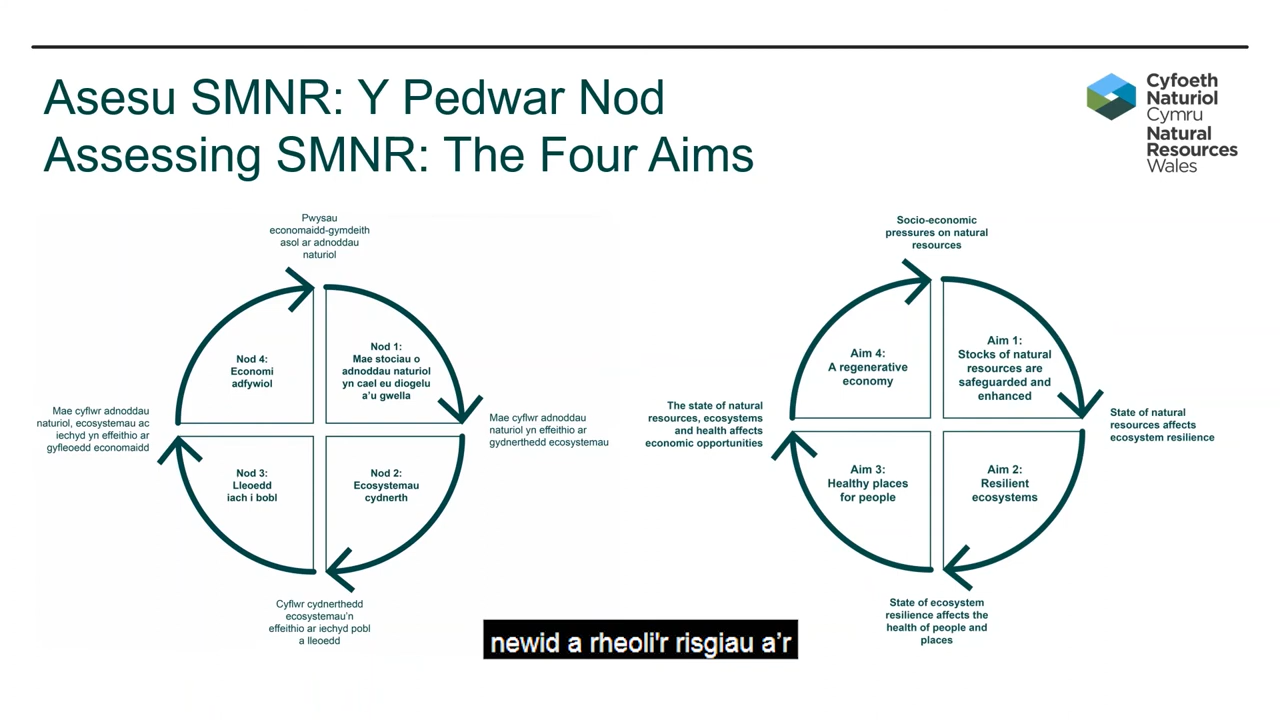 Asesu SMNR: Y Pedwar Nod
Assessing SMNR: The Four Aims
Cyfoeth
Naturiol
Cymru
Natural
Resources
Wales
Pwysau
economaidd-gymdeith
asol ar adnoddau
naturiol
Nod 4:
Economi
adfywiol
Nod 1:
Mae stociau o
adnoddau naturiol
yn cael eu diogelu
a'u gwella
Mae cyflwr adnoddau
naturiol, ecosystemau ac
iechyd yn effeithio ar
gyfleoedd economaidd
Mae cyflwr adnoddau
naturiol yn effeithio ar
gydnerthedd ecosystemau
Nod 3:
Lleoedd
iach i bobl
Nod 2:
Ecosystemau
cydnerth
Cyflwr cydnerthedd
ecosystemau'n
effeithio ar iechyd pobl
a lleoedd
Socio-economic
pressures on natural
resources
Aim 4:
A regenerative
economy
Aim 1:
Stocks of natural
resources are
safeguarded and
enhanced
The state of natural
resources, ecosystems
and health affects
economic opportunities
State of natural
resources affects
ecosystem resilience
Aim 3:
Healthy places
for people
Aim 2:
Resilient
ecosystems
State of ecosystem
resilience affects the
health of people and
places
newid a rheoli'r risgiau a'r